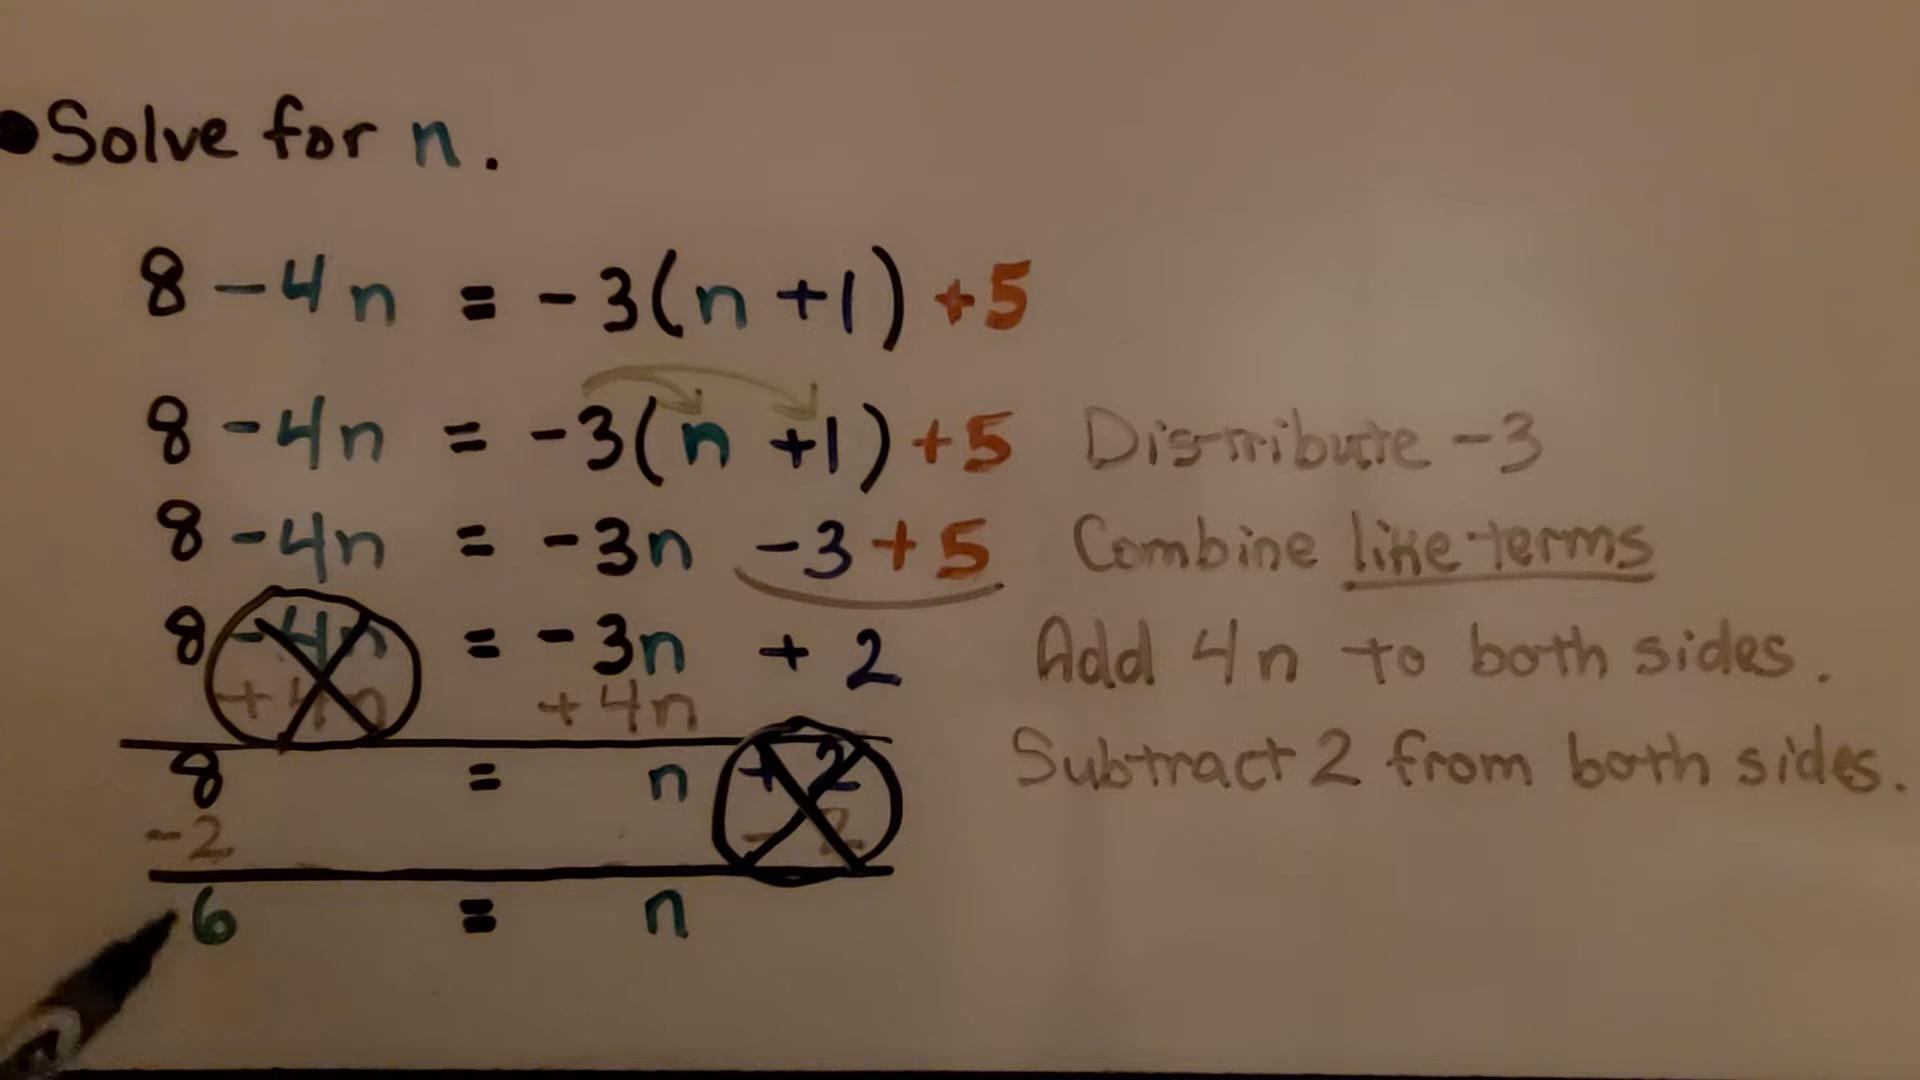 •Solve for n.
8 - 4n = -3(n +1) +5
8 - 4n = -3(n +1) +5 Distribute -3
8 - 4n = -3n -3 + 5 Combine like terms
8 -4n = -3n + 2 Add 4n to both sides.
+4n +4n
8 = n + 2 Subtract 2 from both sides.
-2 - 2
6 = n